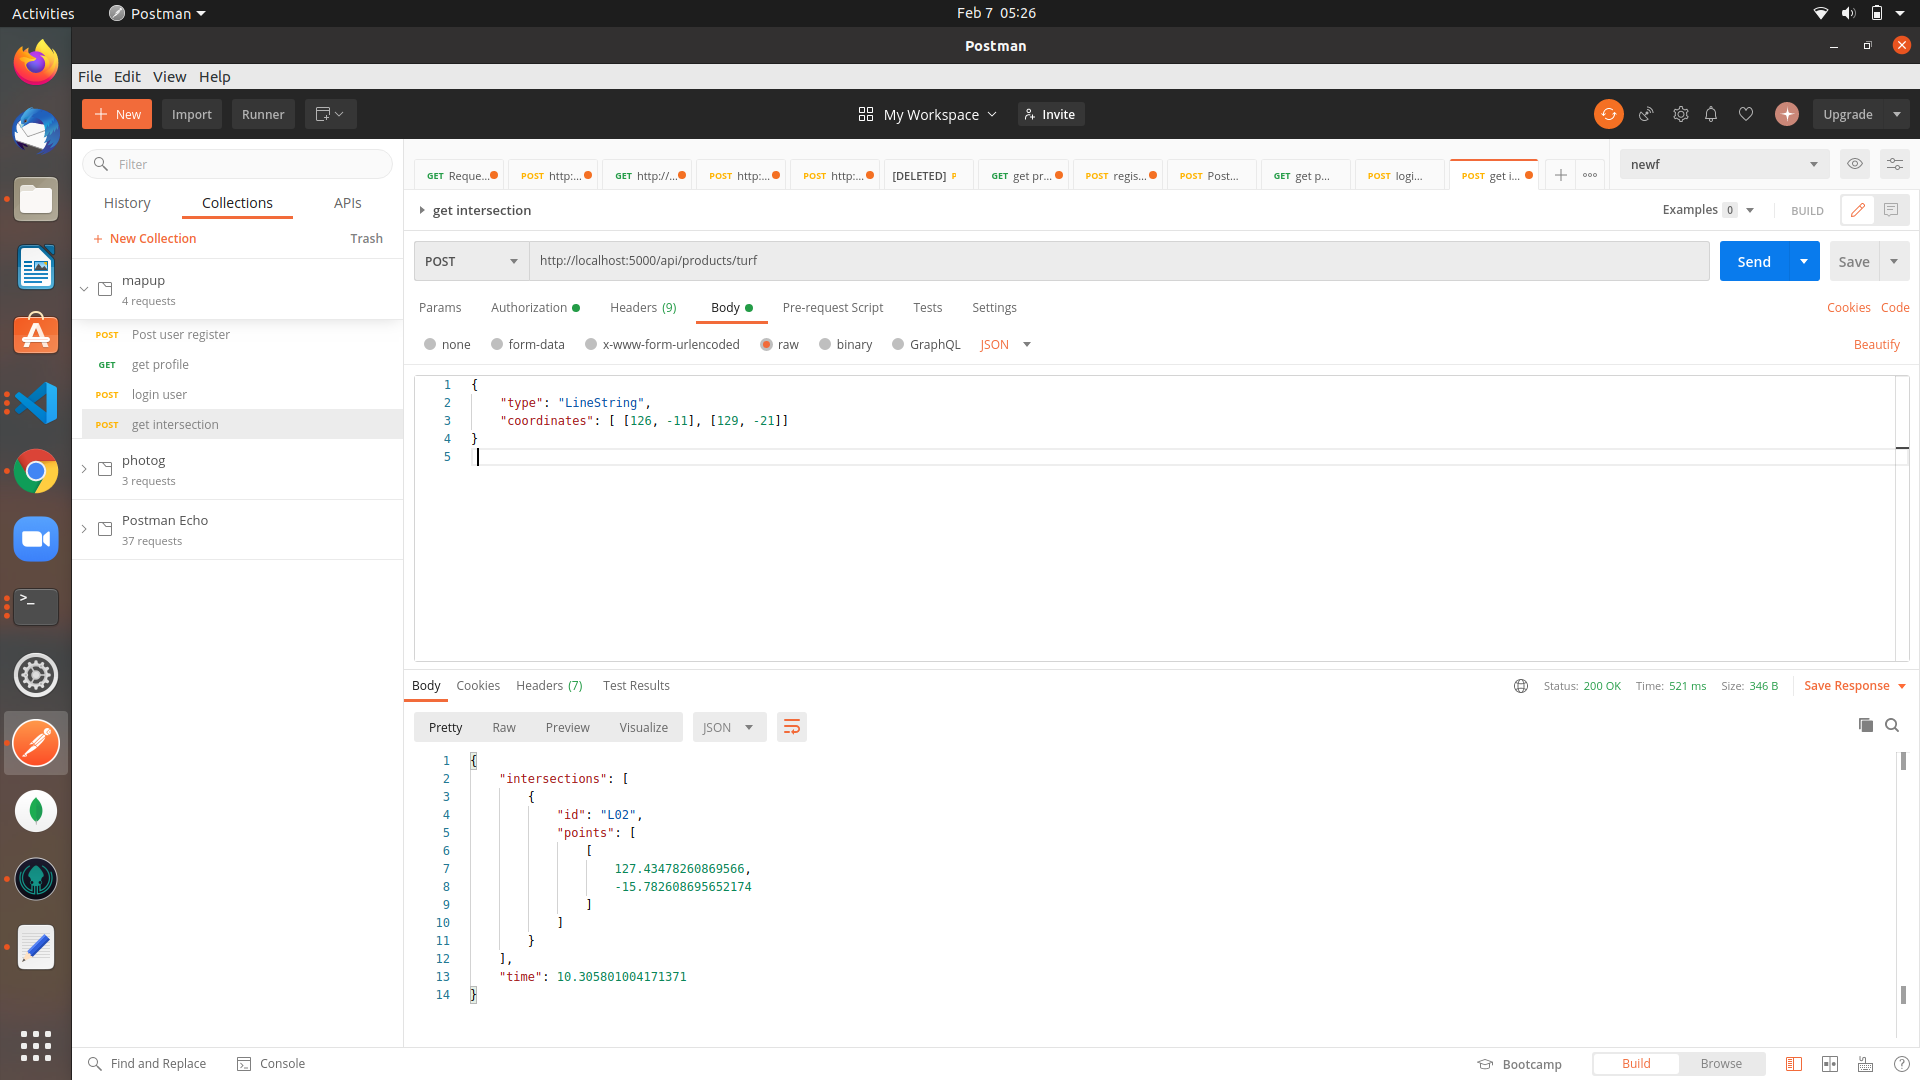 Activities Postman Feb 7 05:26
Postman
File Edit View Help
New Import Runner My Workspace Invite Upgrade
Filter
History Collections APIs
New Collection Trash
mapup
4 requests
POST Post user register
GET get profile
POST login user
POST get intersection
photog
3 requests
Postman Echo
37 requests
GET Reque... POST http:... GET http://... POST http:... POST http:... [DELETED] P GET get pr... POST regis... POST Post... GET get p... POST logi... POST get i... newf
get intersection Examples 0 BUILD
POST http://localhost:5000/api/products/turf Send Save
Params Authorization Headers (9) Body Pre-request Script Tests Settings Cookies Code
none form-data x-www-form-urlencoded raw binary GraphQL JSON Beautify
1 {
2 "type": "LineString",
3 "coordinates": [ [126, -11], [129, -21]]
4 }
5
Body Cookies Headers (7) Test Results Status: 200 OK Time: 521 ms Size: 346 B Save Response
Pretty Raw Preview Visualize JSON
1 {
2 "intersections": [
3 {
4 "id": "L02",
5 "points": [
6 [
7 127.43478260869566,
8 -15.782608695652174
9 ]
10 ]
11 }
12 ],
13 "time": 10.305801004171371
14 }
Find and Replace Console Bootcamp Build Browse